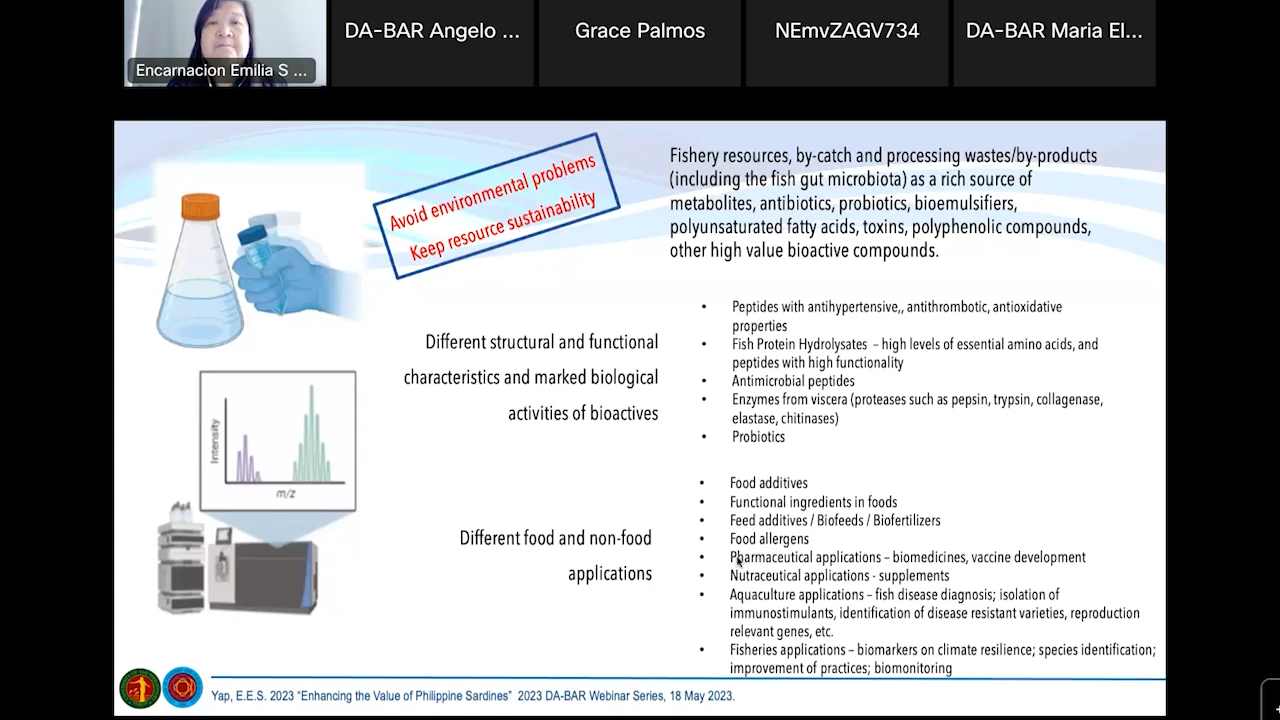 Encarnacion Emilia S ...
DA-BAR Angelo ...
Grace Palmos
NEmvZAGV734
DA-BAR Maria El...
Avoid environmental problems
Keep resource sustainability
Fishery resources, by-catch and processing wastes/by-products
(including the fish gut microbiota) as a rich source of
metabolites, antibiotics, probiotics, bioemulsifiers,
polyunsaturated fatty acids, toxins, polyphenolic compounds,
other high value bioactive compounds.
Different structural and functional
characteristics and marked biological
activities of bioactives
• Peptides with antihypertensive,, antithrombotic, antioxidative
properties
• Fish Protein Hydrolysates – high levels of essential amino acids, and
peptides with high functionality
• Antimicrobial peptides
• Enzymes from viscera (proteases such as pepsin, trypsin, collagenase,
elastase, chitinases)
• Probiotics
Intensity
m/z
Different food and non-food
applications
• Food additives
• Functional ingredients in foods
• Feed additives / Biofeeds / Biofertilizers
• Food allergens
• Pharmaceutical applications – biomedicines, vaccine development
• Nutraceutical applications - supplements
• Aquaculture applications – fish disease diagnosis; isolation of
immunostimulants, identification of disease resistant varieties, reproduction
relevant genes, etc.
• Fisheries applications – biomarkers on climate resilience; species identification;
improvement of practices; biomonitoring
Yap, E.E.S. 2023 “Enhancing the Value of Philippine Sardines” 2023 DA-BAR Webinar Series, 18 May 2023.